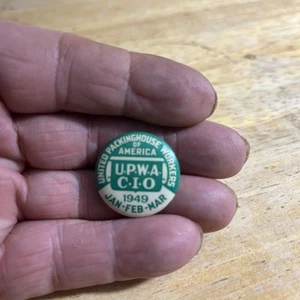 UNITED PACKINGHOUSE WORKERS
OF
AMERICA
U.P.W.A.
C·I·O
1949
JAN-FEB-MAR